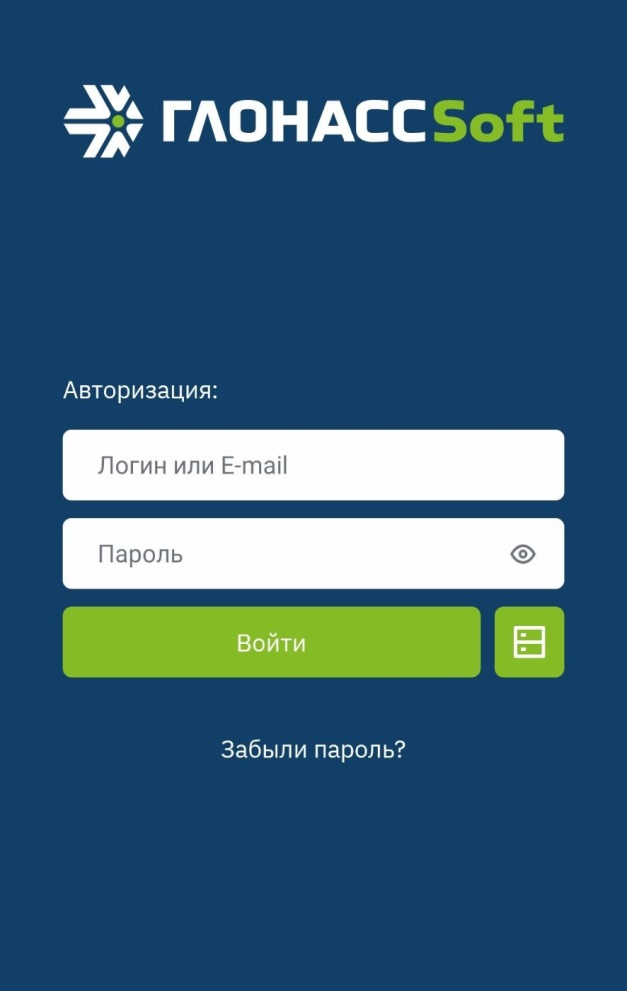 ГЛОНАССSoft
Авторизация:
Логин или E-mail
Пароль
Войти
Забыли пароль?